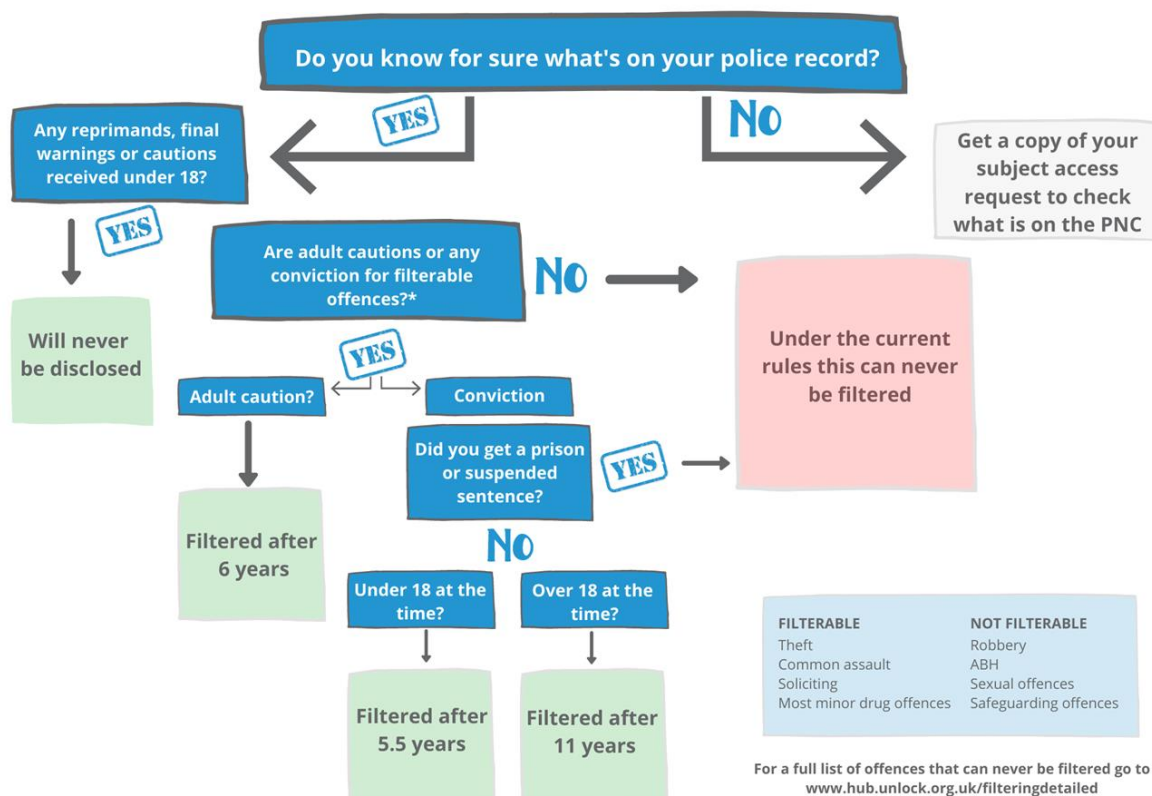 Do you know for sure what's on your police record?
YES
No
Any reprimands, final
warnings or cautions
received under 18?
Get a copy of your
subject access
request to check
what is on the PNC
YES
Are adult cautions or any
conviction for filterable
offences?*
No
Will never
be disclosed
Under the current
rules this can never
be filtered
YES
Adult caution?
Conviction
Did you get a prison
or suspended
sentence?
YES
Filtered after
6 years
No
Under 18 at the
time?
Over 18 at the
time?
Filtered after
5.5 years
Filtered after
11 years
FILTERABLE
Theft
Common assault
Soliciting
Most minor drug offences
NOT FILTERABLE
Robbery
ABH
Sexual offences
Safeguarding offences
For a full list of offences that can never be filtered go to
www.hub.unlock.org.uk/filteringdetailed